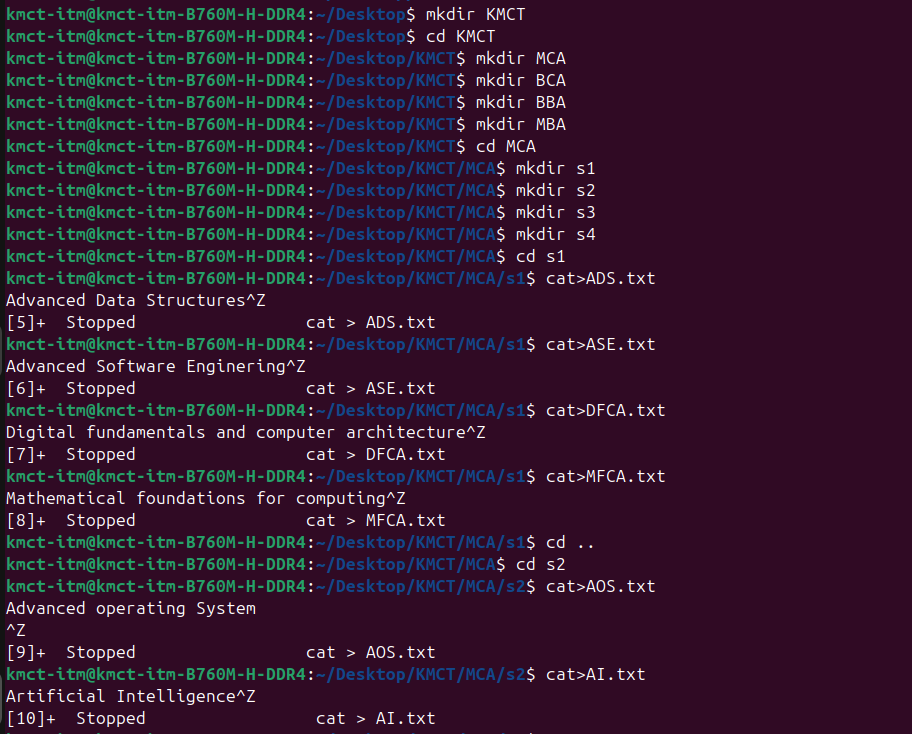 kmct-itm@kmct-itm-B760M-H-DDR4:~/Desktop$ mkdir KMCT
kmct-itm@kmct-itm-B760M-H-DDR4:~/Desktop$ cd KMCT
kmct-itm@kmct-itm-B760M-H-DDR4:~/Desktop/KMCT$ mkdir MCA
kmct-itm@kmct-itm-B760M-H-DDR4:~/Desktop/KMCT$ mkdir BCA
kmct-itm@kmct-itm-B760M-H-DDR4:~/Desktop/KMCT$ mkdir BBA
kmct-itm@kmct-itm-B760M-H-DDR4:~/Desktop/KMCT$ mkdir MBA
kmct-itm@kmct-itm-B760M-H-DDR4:~/Desktop/KMCT$ cd MCA
kmct-itm@kmct-itm-B760M-H-DDR4:~/Desktop/KMCT/MCA$ mkdir s1
kmct-itm@kmct-itm-B760M-H-DDR4:~/Desktop/KMCT/MCA$ mkdir s2
kmct-itm@kmct-itm-B760M-H-DDR4:~/Desktop/KMCT/MCA$ mkdir s3
kmct-itm@kmct-itm-B760M-H-DDR4:~/Desktop/KMCT/MCA$ mkdir s4
kmct-itm@kmct-itm-B760M-H-DDR4:~/Desktop/KMCT/MCA$ cd s1
kmct-itm@kmct-itm-B760M-H-DDR4:~/Desktop/KMCT/MCA/s1$ cat>ADS.txt
Advanced Data Structures^Z
[5]+  Stopped                 cat > ADS.txt
kmct-itm@kmct-itm-B760M-H-DDR4:~/Desktop/KMCT/MCA/s1$ cat>ASE.txt
Advanced Software Enginering^Z
[6]+  Stopped                 cat > ASE.txt
kmct-itm@kmct-itm-B760M-H-DDR4:~/Desktop/KMCT/MCA/s1$ cat>DFCA.txt
Digital fundamentals and computer architecture^Z
[7]+  Stopped                 cat > DFCA.txt
kmct-itm@kmct-itm-B760M-H-DDR4:~/Desktop/KMCT/MCA/s1$ cat>MFCA.txt
Mathematical foundations for computing^Z
[8]+  Stopped                 cat > MFCA.txt
kmct-itm@kmct-itm-B760M-H-DDR4:~/Desktop/KMCT/MCA/s1$ cd ..
kmct-itm@kmct-itm-B760M-H-DDR4:~/Desktop/KMCT/MCA$ cd s2
kmct-itm@kmct-itm-B760M-H-DDR4:~/Desktop/KMCT/MCA/s2$ cat>AOS.txt
Advanced operating System
^Z
[9]+  Stopped                 cat > AOS.txt
kmct-itm@kmct-itm-B760M-H-DDR4:~/Desktop/KMCT/MCA/s2$ cat>AI.txt
Artificial Intelligence^Z
[10]+  Stopped                 cat > AI.txt